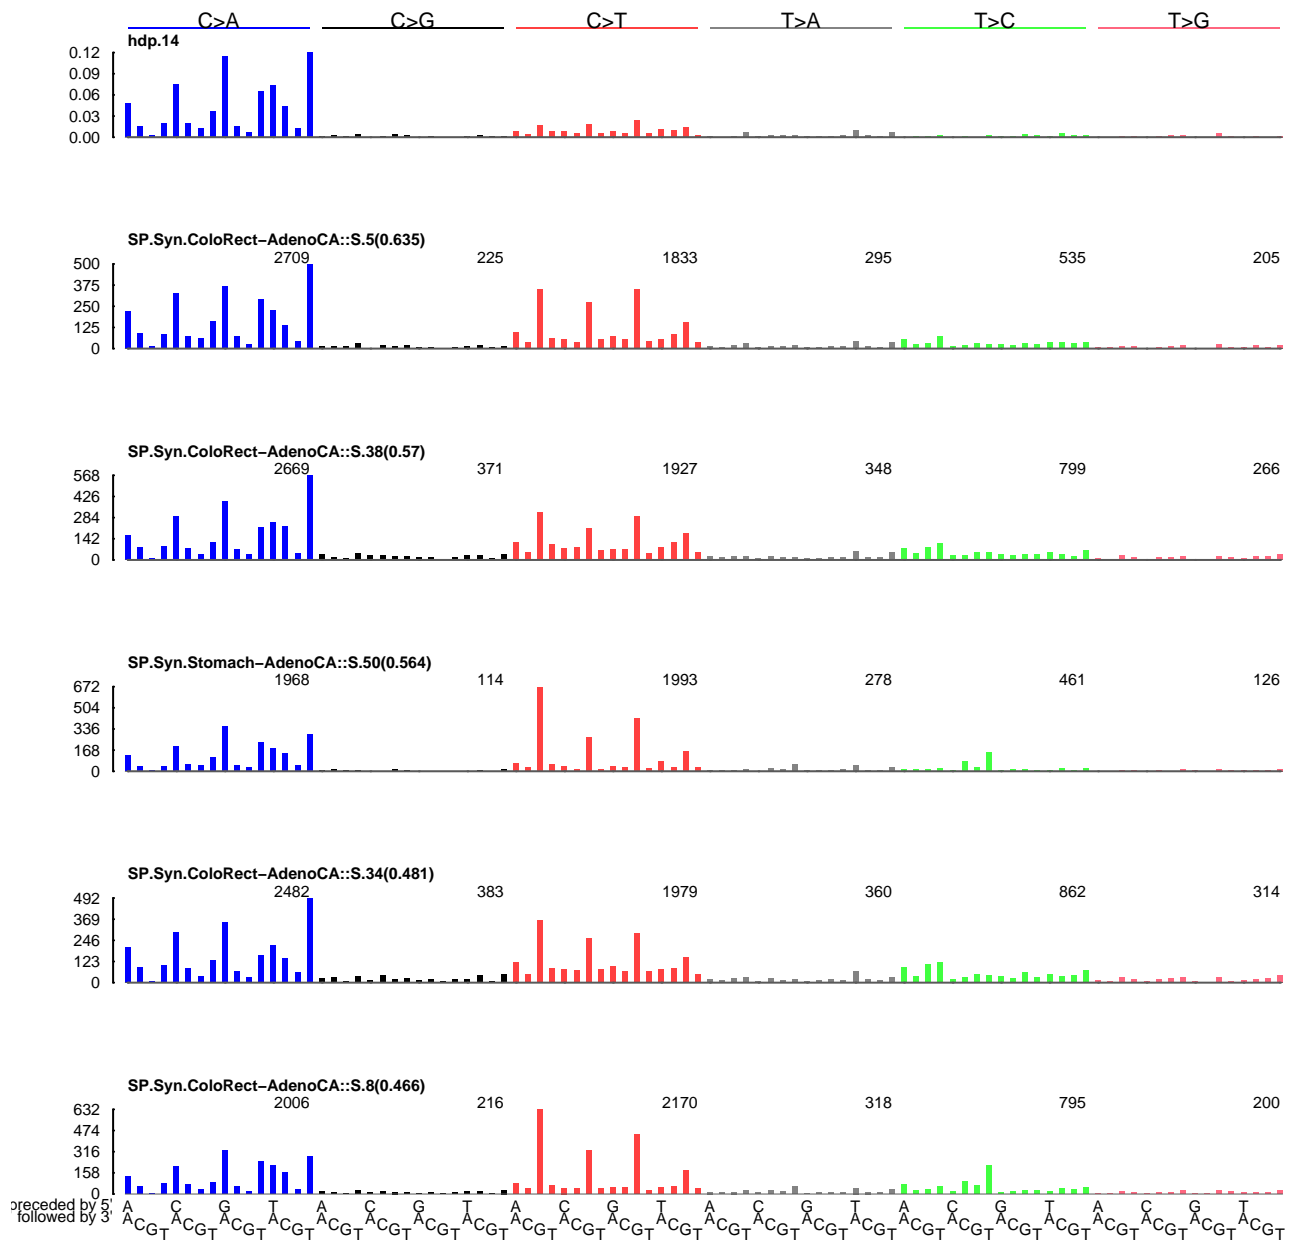 C>A C>G C>T T>A T>C T>G
hdp.14
0.12
0.09
0.06
0.03
0.00
SP.Syn.ColoRect−AdenoCA::S.5(0.635)
2709 225 1833 295 535 205
500
375
250
125
0
SP.Syn.ColoRect−AdenoCA::S.38(0.57)
2669 371 1927 348 799 266
568
426
284
142
0
SP.Syn.Stomach−AdenoCA::S.50(0.564)
1968 114 1993 278 461 126
672
504
336
168
0
SP.Syn.ColoRect−AdenoCA::S.34(0.481)
2482 383 1979 360 862 314
492
369
246
123
0
SP.Syn.ColoRect−AdenoCA::S.8(0.466)
2006 216 2170 318 795 200
632
474
316
158
0
preceded by 5' A C G T A C G T A C G T A C G T A C G T A C G T
followed by 3' A C G T A C G T A C G T A C G T A C G T A C G T A C G T A C G T A C G T A C G T A C G T A C G T A C G T A C G T A C G T A C G T A C G T A C G T A C G T A C G T A C G T A C G T A C G T A C G T